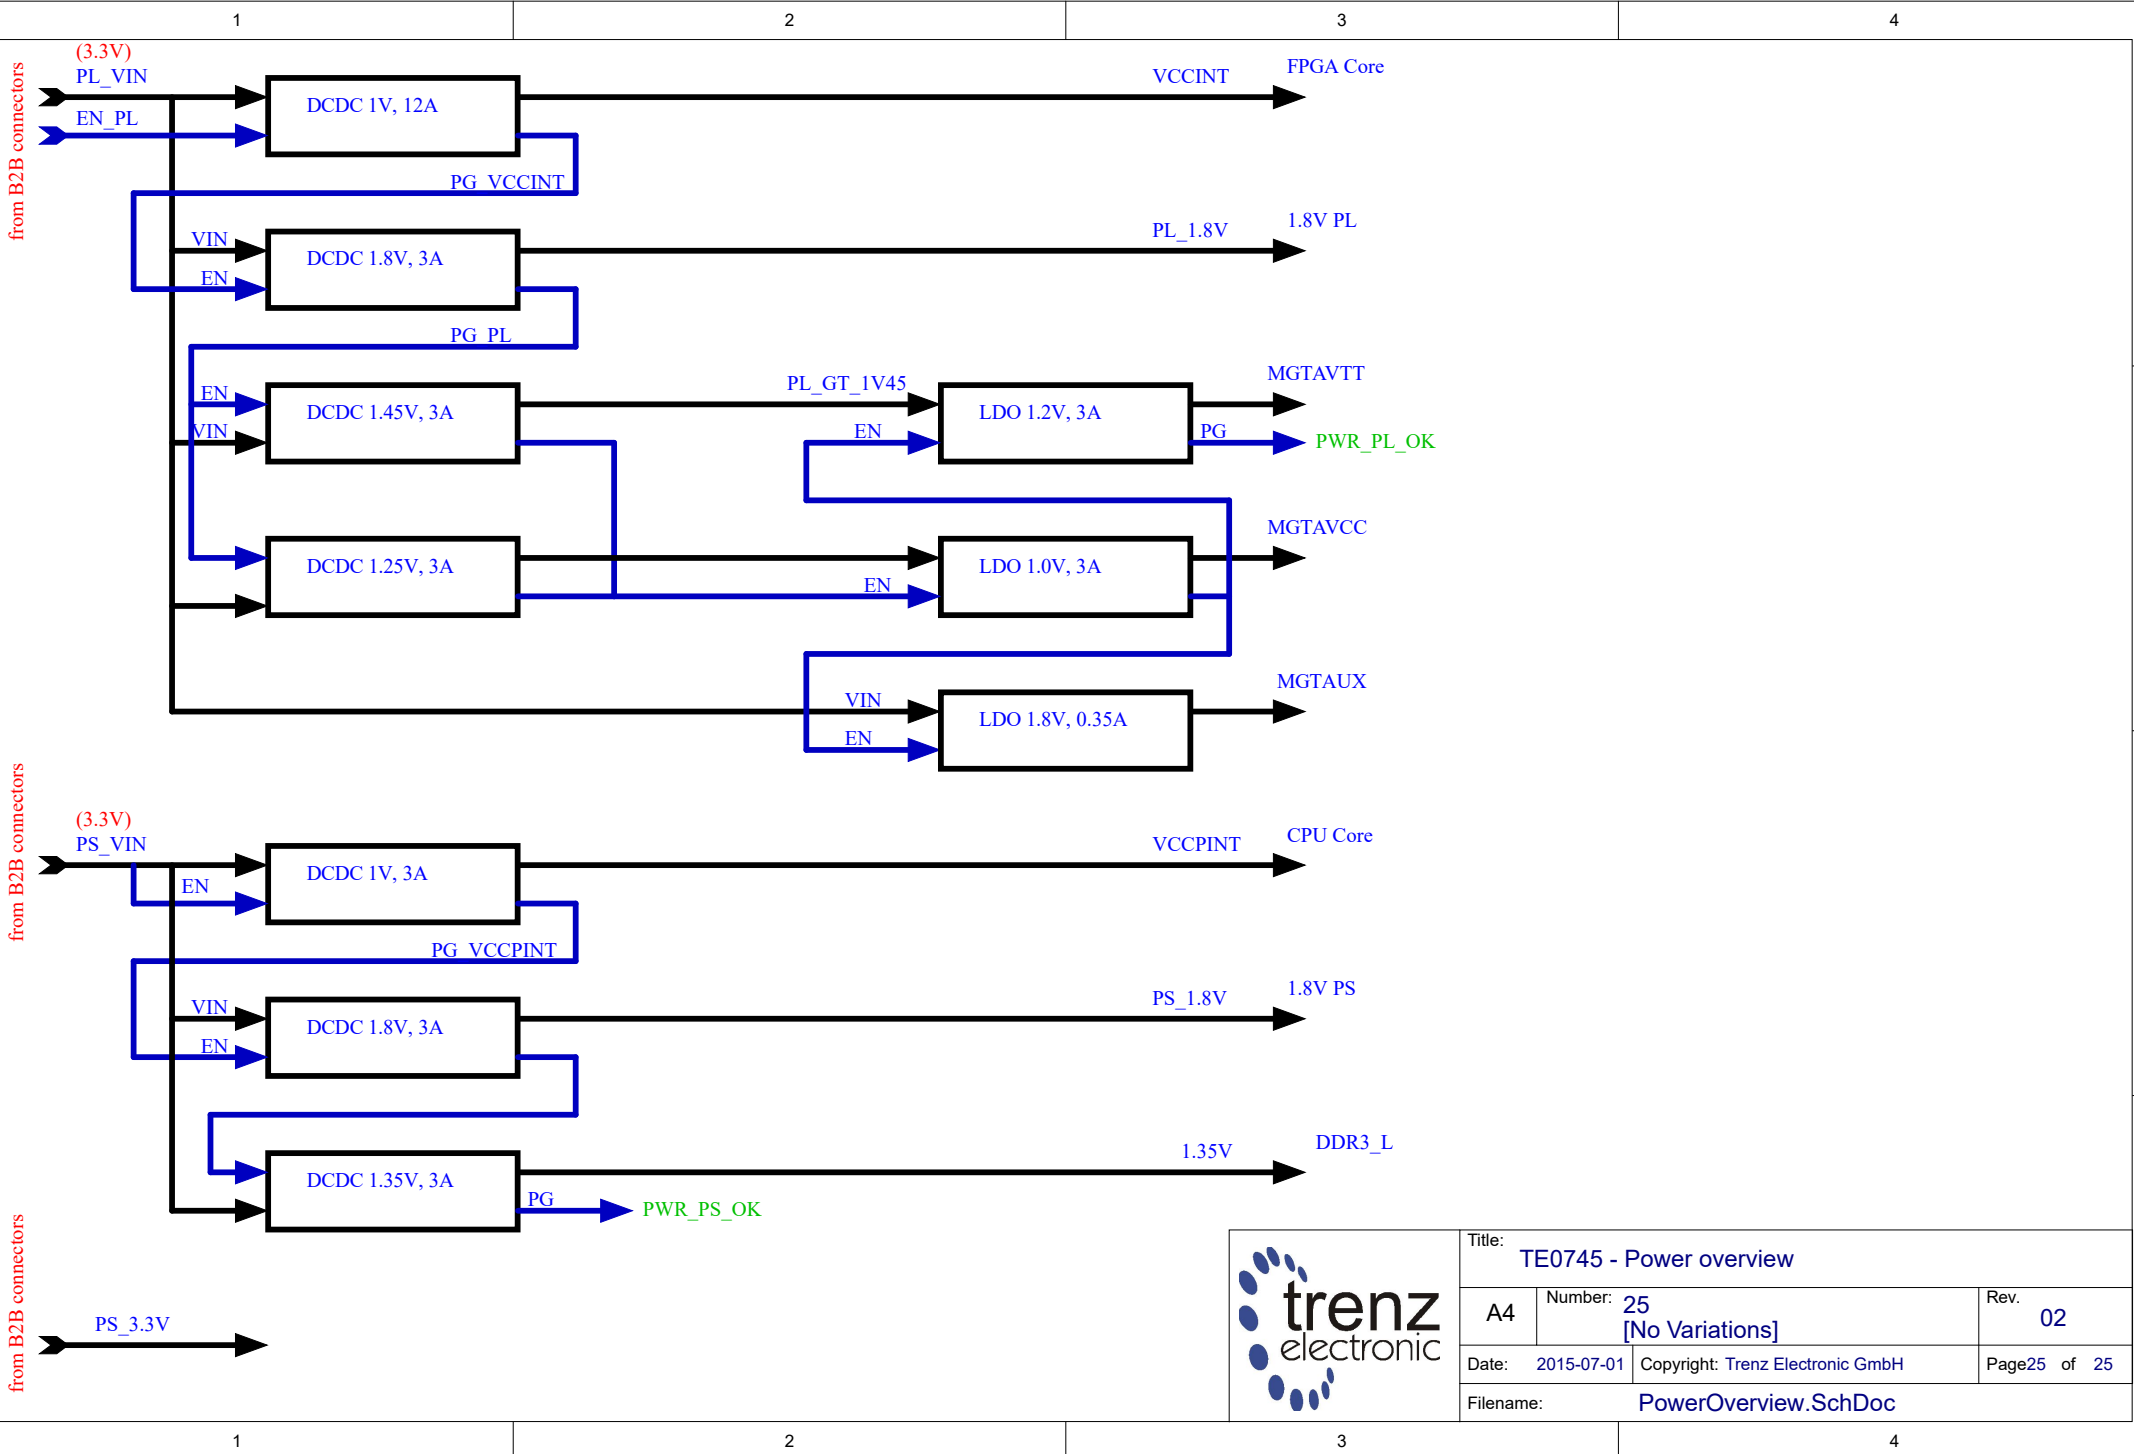 1
2
3
4
from B2B connectors
(3.3V)
PL_VIN
EN_PL
DCDC 1V, 12A
VCCINT
FPGA Core
PG_VCCINT
VIN
EN
DCDC 1.8V, 3A
PL_1.8V
1.8V PL
PG_PL
EN
VIN
DCDC 1.45V, 3A
PL_GT_1V45
EN
LDO 1.2V, 3A
MGTAVTT
PG
PWR_PL_OK
DCDC 1.25V, 3A
EN
LDO 1.0V, 3A
MGTAVCC
VIN
EN
LDO 1.8V, 0.35A
MGTAUX
from B2B connectors
(3.3V)
PS_VIN
EN
DCDC 1V, 3A
VCCPINT
CPU Core
PG_VCCPINT
VIN
EN
DCDC 1.8V, 3A
PS_1.8V
1.8V PS
DCDC 1.35V, 3A
1.35V
DDR3_L
PG
PWR_PS_OK
from B2B connectors
PS_3.3V
trenz
electronic
Title:
TE0745 - Power overview
A4
Number: 25
[No Variations]
Rev.
02
Date: 2015-07-01
Copyright: Trenz Electronic GmbH
Page25 of 25
Filename: PowerOverview.SchDoc
1
2
3
4